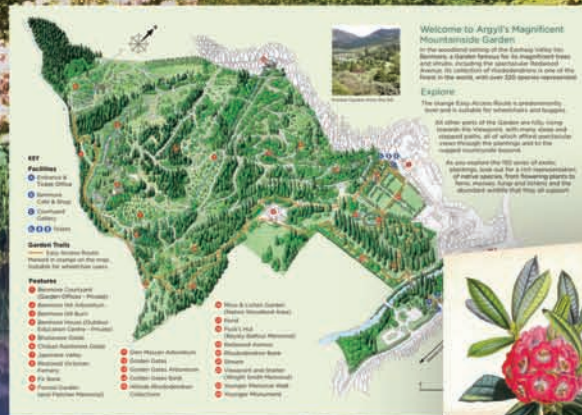 Welcome to Argyll's Magnificent
Mountainside Garden
In the woodland setting of the Eachaig Valley lies
Benmore, a Garden famous for its magnificent trees
and shrubs, including the spectacular Redwood
Avenue. Its collection of rhododendrons is one of the
finest in the world, with over 320 species represented.
Explore
The orange Easy Access Route is predominantly
level and is suitable for wheelchairs and buggies.
All other parts of the Garden are hilly, rising
towards the Viewpoint, with many slopes and
stepped paths, all of which afford spectacular
views through the plantings and to the
rugged countryside beyond.
As you explore the 150 acres of exotic
plantings, look out for a rich representation
of native species, from flowering plants to
ferns, mosses, fungi and lichens and the
abundant wildlife that they all support.
KEY
Facilities
Entrance &
Ticket Office
Benmore
Café & Shop
Courtyard
Gallery
Toilets
Garden Trails
Easy Access Route
Marked in orange on the map.
Suitable for wheelchair users.
Features
Benmore Courtyard
(Garden Offices – Private)
Benmore Hill Arboretum
Benmore Hill Burn
Benmore House (Outdoor
Education Centre – Private)
Bhutanese Glade
Chilean Rainforest Glade
Japanese Valley
Restored Victorian
Fernery
Fir Bank
Formal Garden
(and Fletcher Memorial)
Glen Massan Arboretum
Golden Gates
Golden Gates Arboretum
Golden Gates Bank
Hybrid Rhododendron
Collections
Moss & Lichen Garden
(Native Woodland Area)
Pond
Puck's Hut
(Bayley Balfour Memorial)
Redwood Avenue
Rhododendron Bank
Stream
Viewpoint and Shelter
(Wright Smith Memorial)
Younger Memorial Walk
Younger Monument